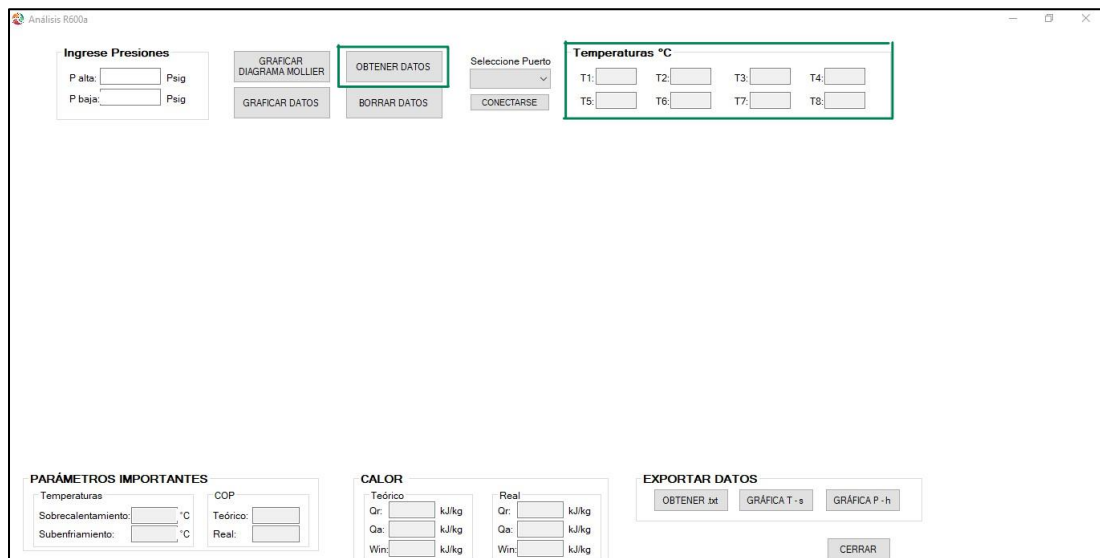 Análisis R600a
Ingrese Presiones
P alta: Psig
P baja: Psig
GRAFICAR
DIAGRAMA MOLLIER
OBTENER DATOS
GRAFICAR DATOS
BORRAR DATOS
Seleccione Puerto
CONECTARSE
Temperaturas °C
T1: T2: T3: T4:
T5: T6: T7: T8:
PARÁMETROS IMPORTANTES
Temperaturas
Sobrecalentamiento: °C
Subenfriamiento: °C
COP
Teórico:
Real:
CALOR
Teórico
Qr: kJ/kg
Qa: kJ/kg
Win: kJ/kg
Real
Qr: kJ/kg
Qa: kJ/kg
Win: kJ/kg
EXPORTAR DATOS
OBTENER .txt GRÁFICA T - s GRÁFICA P - h
CERRAR